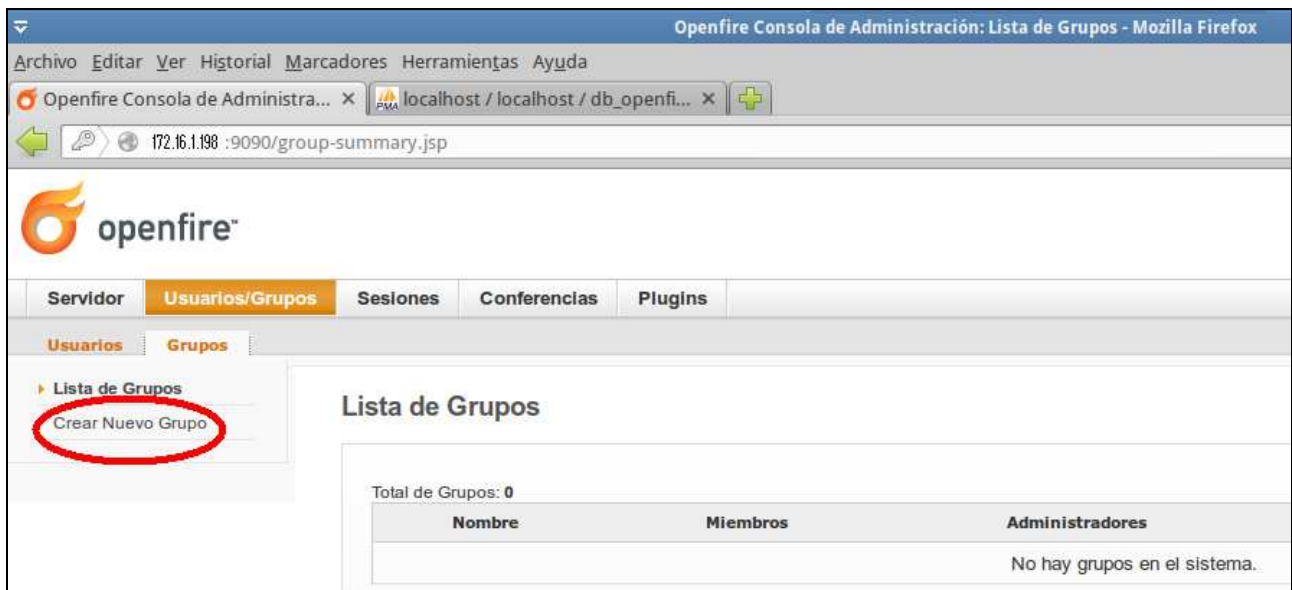 Openfire Consola de Administración: Lista de Grupos - Mozilla Firefox
Archivo Editar Ver Historial Marcadores Herramientas Ayuda
Openfire Consola de Administra... localhost / localhost / db_openfi...
172.16.1.198 :9090/group-summary.jsp
openfire™
Servidor Usuarios/Grupos Sesiones Conferencias Plugins
Usuarios Grupos
Lista de Grupos
Crear Nuevo Grupo
Lista de Grupos
Total de Grupos: 0
Nombre Miembros Administradores
No hay grupos en el sistema.